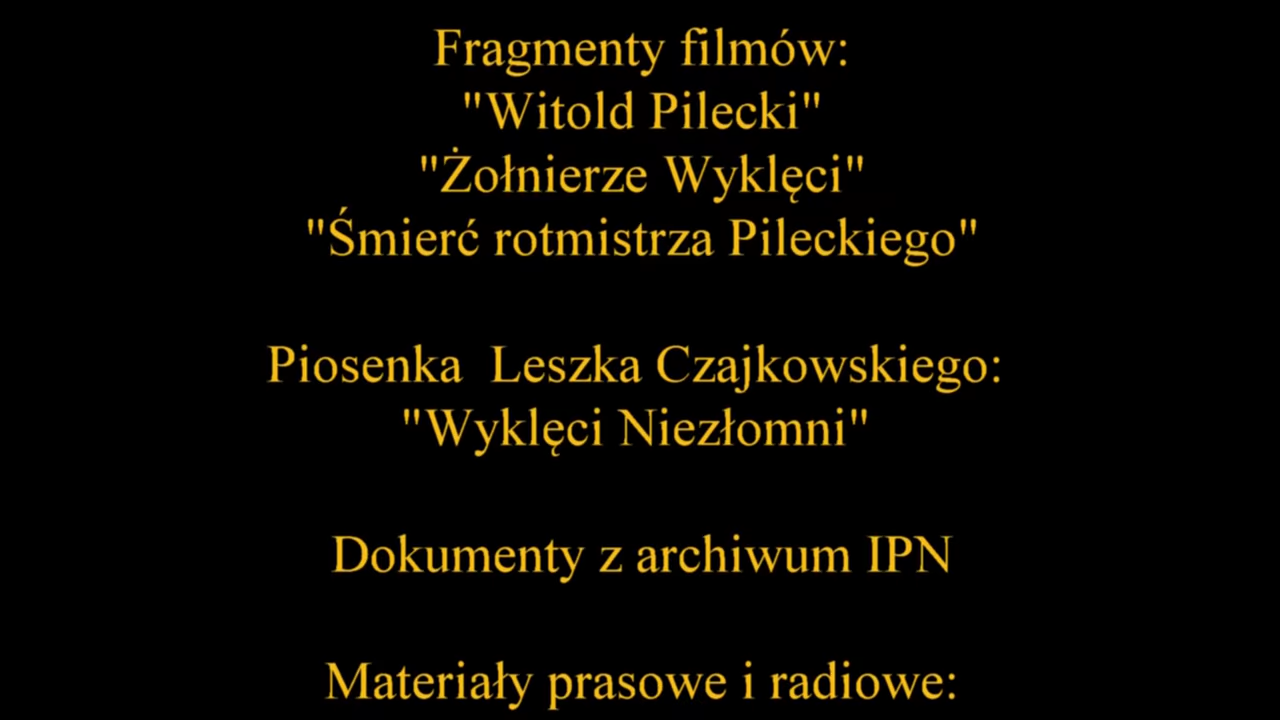 Fragmenty filmów:
"Witold Pilecki"
"Żołnierze Wyklęci"
"Śmierć rotmistrza Pileckiego"
Piosenka  Leszka Czajkowskiego:
"Wyklęci Niezłomni"
Dokumenty z archiwum IPN
Materiały prasowe i radiowe: